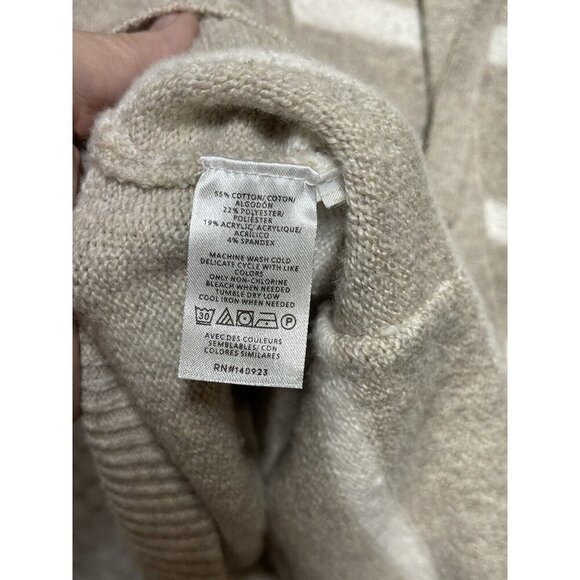 55% COTTON/COTON/
ALGODÓN
22% POLYESTER/
POLIÉSTER
19% ACRYLIC/ACRYLIQUE/
ACRÍLICO
4% SPANDEX
MACHINE WASH COLD
DELICATE CYCLE WITH LIKE
COLORS
ONLY NON-CHLORINE
BLEACH WHEN NEEDED
TUMBLE DRY LOW
COOL IRON WHEN NEEDED
30 P
AVEC DES COULEURS
SEMBLABLES/CON
COLORES SIMILARES
RN#140923